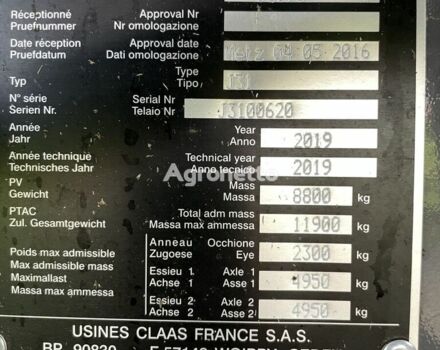 Réceptionné Approval Nr
Pruefnummer Nr omologazione
Date réception Approval date Metz 04 05 2016
Pruefdatum Dati omologazione
Type
Typ Tipo J31
N° série Serial Nr
Serien Nr. Telaio Nr J3100620
Année Year
Jahr Anno 2019
Année technique Technical year
Technisches Jahr Anno tecnico 2019
PV Mass
Gewicht Massa 8800 kg
PTAC Total adm mass
Zul. Gesamtgewicht Massa max ammessa 11900 kg
Anneau Occhione
Poids max admissible Zugoese Eye 2300 kg
Max admissible mass Essieu 1 Axle 1
Maximallast Achse 1 Asse 1 4950 kg
Massa max ammessa Essieu 2 Axle 2
Achse 2 Asse 2 4950 kg
USINES CLAAS FRANCE S.A.S.
Agronetto